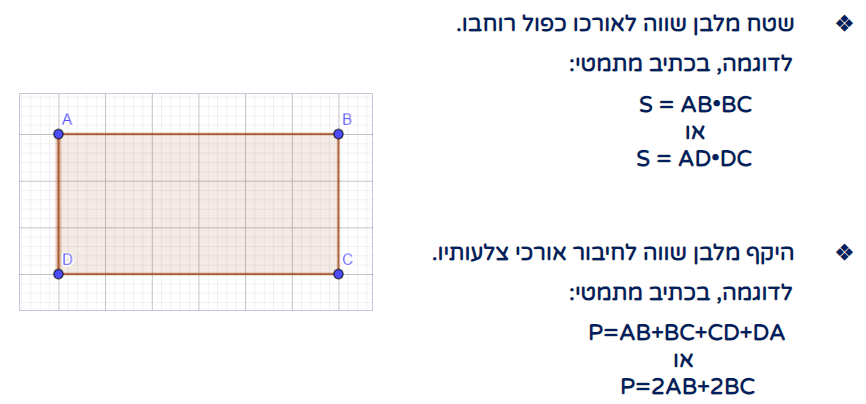 ❖ שטח מלבן שווה לאורכו כפול רוחבו.
לדוגמה, בכתיב מתמטי:
S = AB•BC
או
S = AD•DC
❖ היקף מלבן שווה לחיבור אורכי צלעותיו.
לדוגמה, בכתיב מתמטי:
P=AB+BC+CD+DA
או
P=2AB+2BC
A B
D C